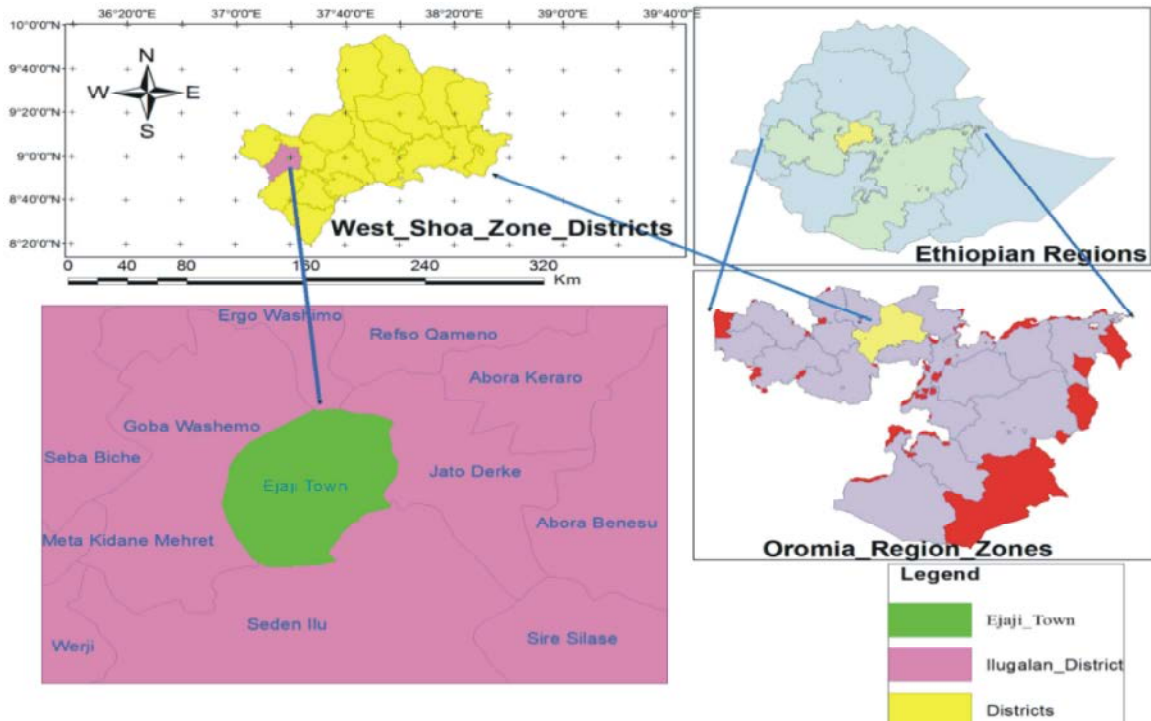 36°20'0"E 37°0'0"E 37°40'0"E 38°20'0"E 39°0'0"E 39°40'0"E
10°0'0"N
9°40'0"N
9°20'0"N
9°0'0"N
8°40'0"N
8°20'0"N
N
W E
S
West_Shoa_Zone_Districts
0 40 80 160 240 320
Km
Ethiopian Regions
Oromia_Region_Zones
Ergo Washimo
Refso Qameno
Abora Keraro
Goba Washemo
Seba Biche
Jato Derke
Ejaji Town
Abora Benesu
Meta Kidane Mehret
Seden Ilu
Werji
Sire Silase
Legend
Ejaji_Town
Ilugalan_District
Districts